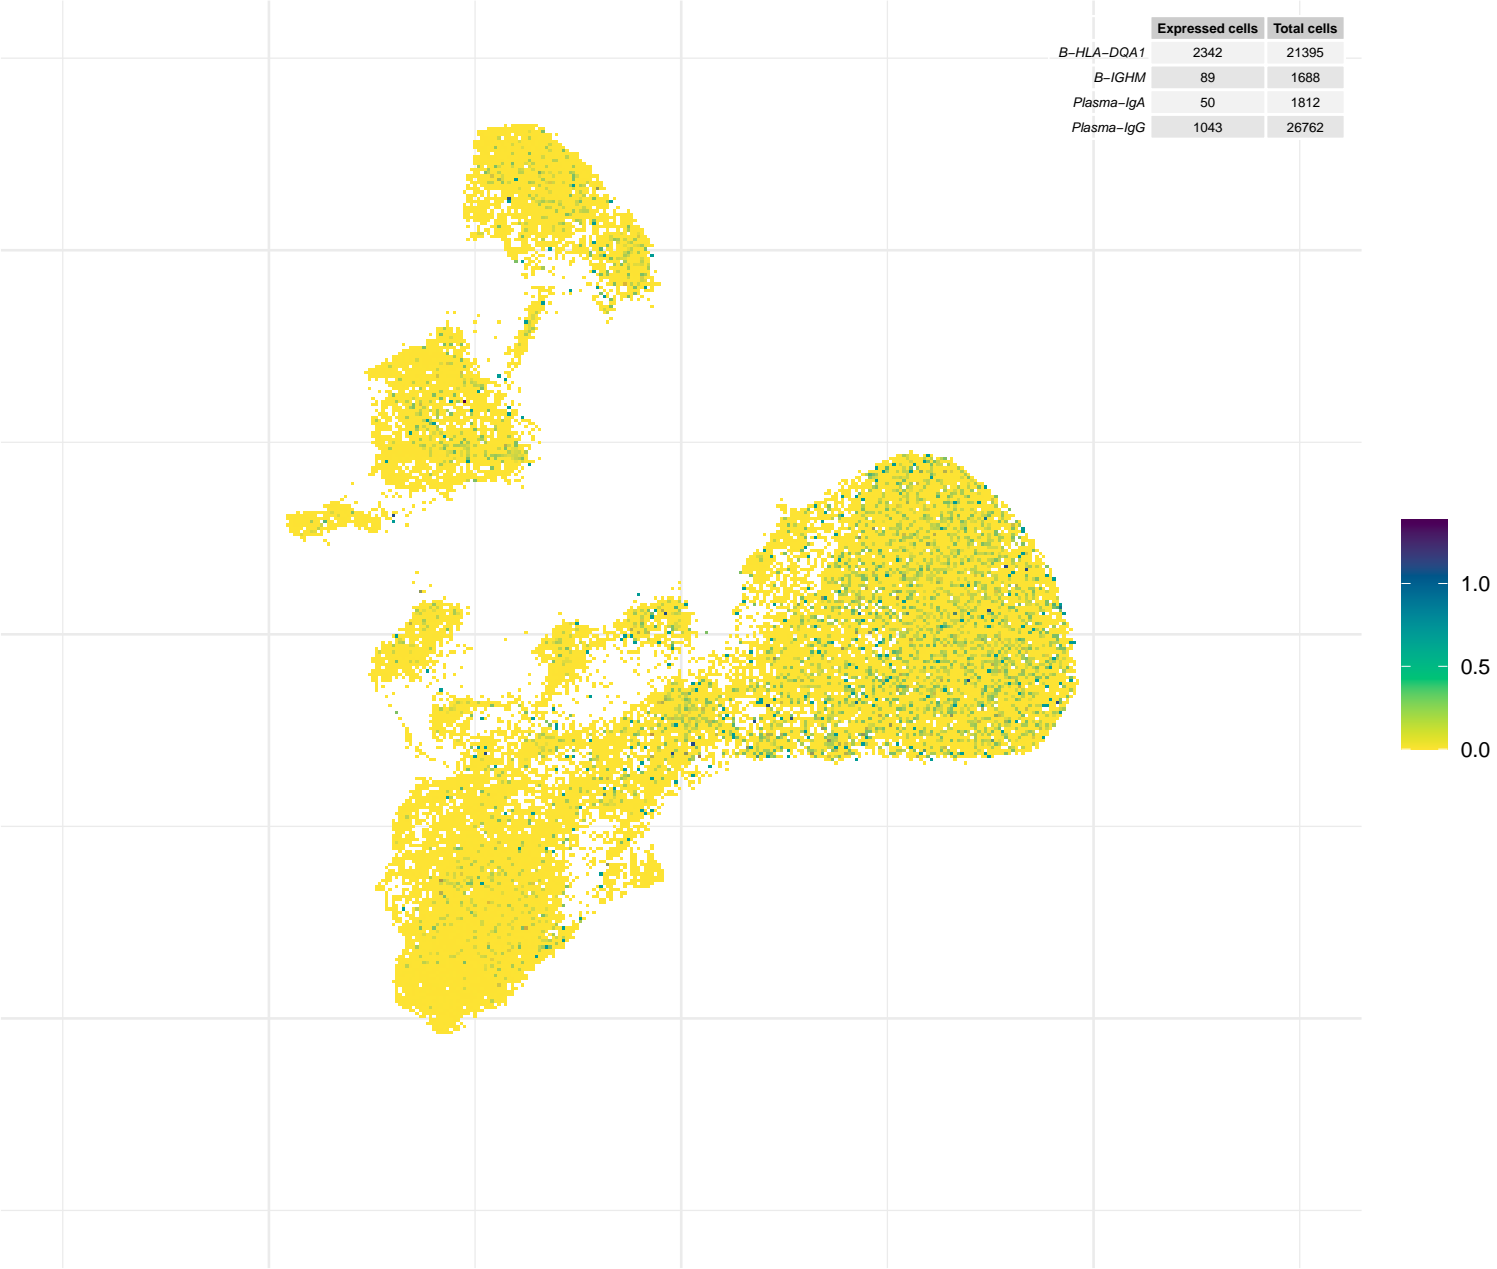 Expressed cells Total cells
B−HLA−DQA1 2342 21395
B−IGHM 89 1688
Plasma−IgA 50 1812
Plasma−IgG 1043 26762
1.0
0.5
0.0